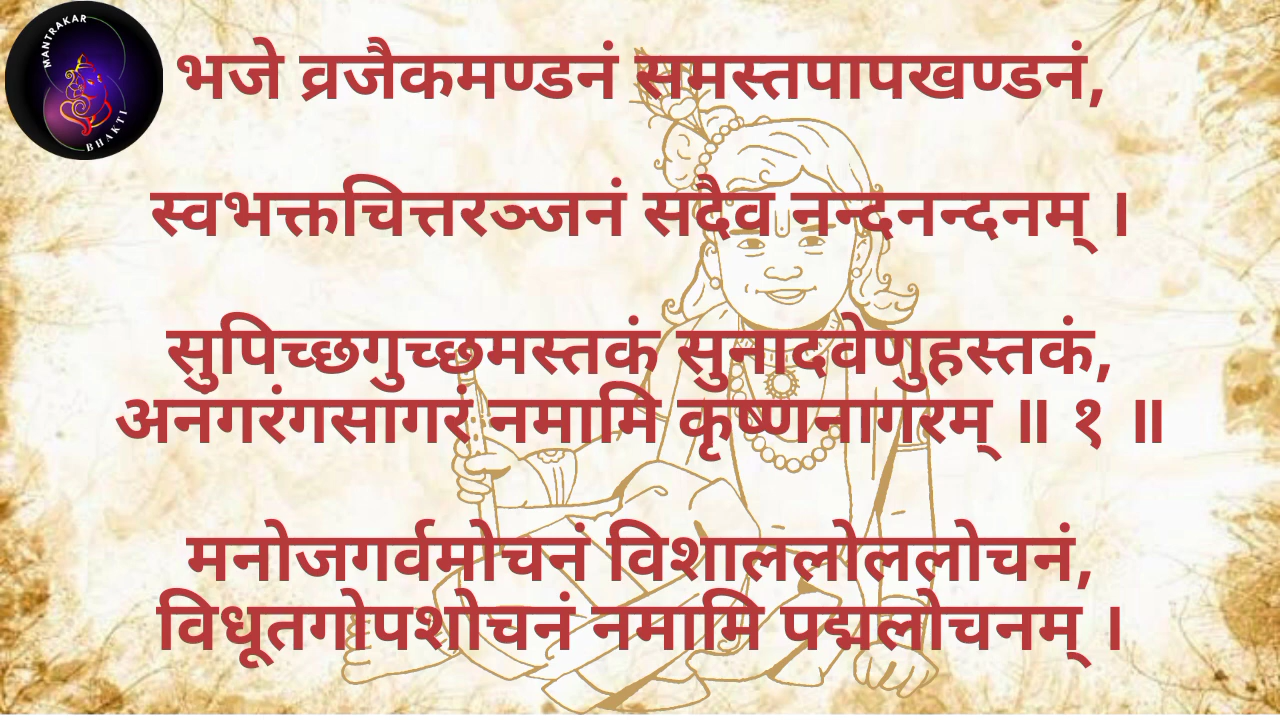 MANTRAKAR
BHAKTI
भजे व्रजैकमण्डनं समस्तपापखण्डनं,
स्वभक्तचित्तरञ्जनं सदैव नन्दनन्दनम् ।
सुपिच्छगुच्छमस्तकं सुनादवेणुहस्तकं,
अनंगरंगसागरं नमामि कृष्णनागरम् ॥ १ ॥
मनोजगर्वमोचनं विशाललोललोचनं,
विधूतगोपशोचनं नमामि पद्मलोचनम् ।